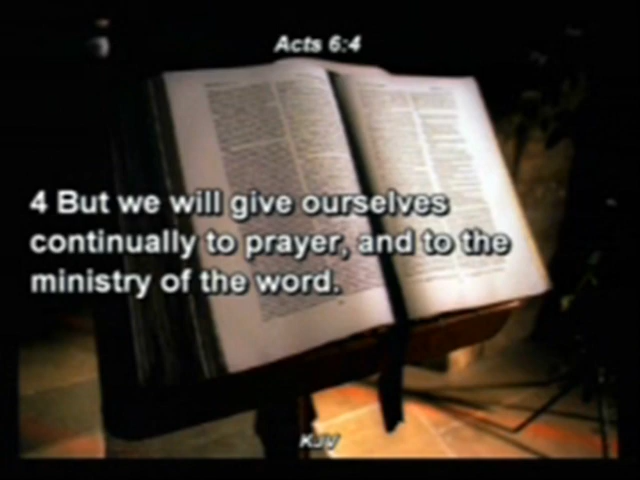 Acts 6:4
4 But we will give ourselves
continually to prayer, and to the
ministry of the word.
KJV